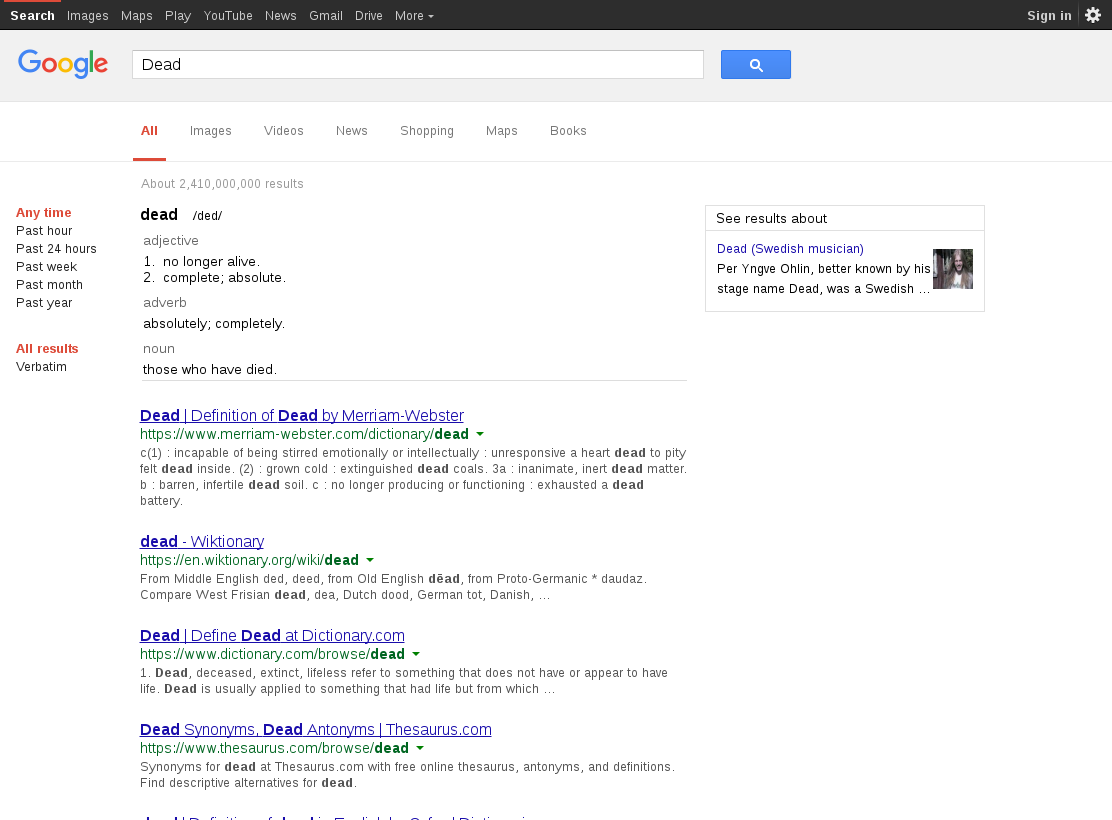 Search Images Maps Play YouTube News Gmail Drive More Sign in
Google Dead
All Images Videos News Shopping Maps Books
About 2,410,000,000 results
Any time
Past hour
Past 24 hours
Past week
Past month
Past year
All results
Verbatim
dead /ded/
adjective
1. no longer alive.
2. complete; absolute.
adverb
absolutely; completely.
noun
those who have died.
Dead | Definition of Dead by Merriam-Webster
https://www.merriam-webster.com/dictionary/dead
c(1) : incapable of being stirred emotionally or intellectually : unresponsive a heart dead to pity
felt dead inside. (2) : grown cold : extinguished dead coals. 3a : inanimate, inert dead matter.
b : barren, infertile dead soil. c : no longer producing or functioning : exhausted a dead
battery.
dead - Wiktionary
https://en.wiktionary.org/wiki/dead
From Middle English ded, deed, from Old English dēad, from Proto-Germanic * daudaz.
Compare West Frisian dead, dea, Dutch dood, German tot, Danish, ...
Dead | Define Dead at Dictionary.com
https://www.dictionary.com/browse/dead
1. Dead, deceased, extinct, lifeless refer to something that does not have or appear to have
life. Dead is usually applied to something that had life but from which ...
Dead Synonyms, Dead Antonyms | Thesaurus.com
https://www.thesaurus.com/browse/dead
Synonyms for dead at Thesaurus.com with free online thesaurus, antonyms, and definitions.
Find descriptive alternatives for dead.
See results about
Dead (Swedish musician)
Per Yngve Ohlin, better known by his
stage name Dead, was a Swedish ...